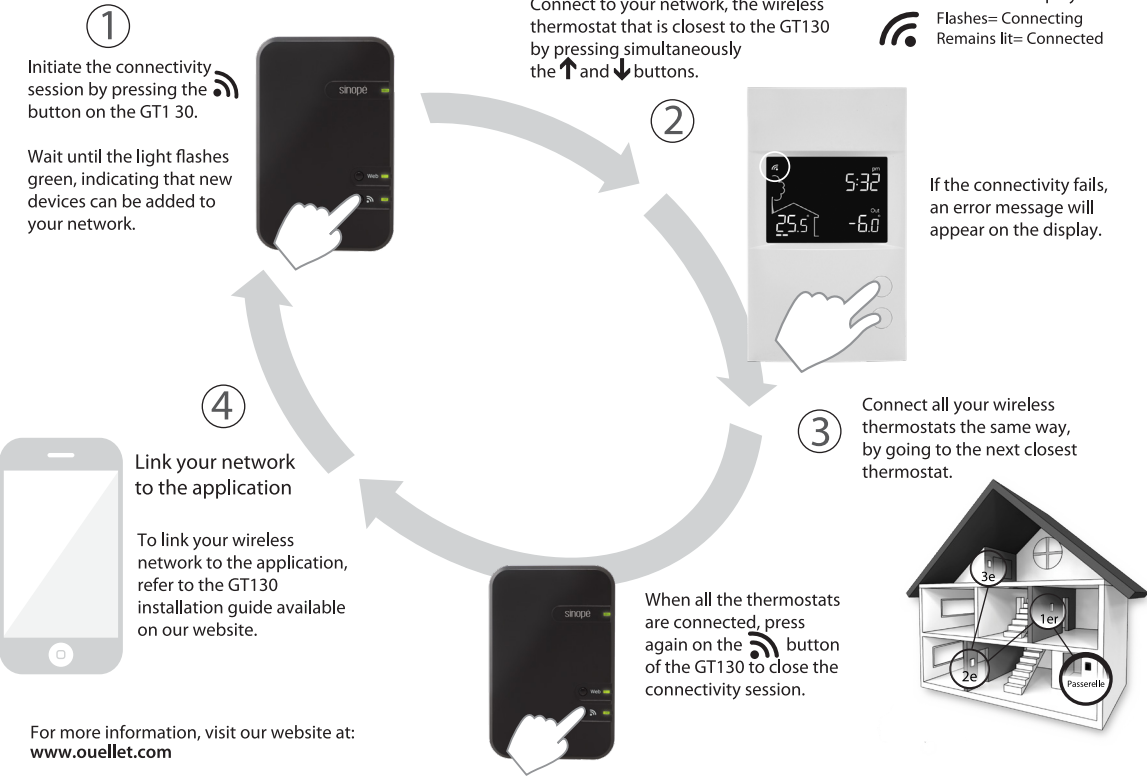 1
Initiate the connectivity
session by pressing the
button on the GT1 30.
Wait until the light flashes
green, indicating that new
devices can be added to
your network.
sinopé
Web
Connect to your network, the wireless
thermostat that is closest to the GT130
by pressing simultaneously
the ↑ and ↓ buttons.
2
Flashes= Connecting
Remains lit= Connected
pm
5:32
Out
25.5°
-6.0°
If the connectivity fails,
an error message will
appear on the display.
3
Connect all your wireless
thermostats the same way,
by going to the next closest
thermostat.
3e
1er
2e
Passerelle
When all the thermostats
are connected, press
again on the button
of the GT130 to close the
connectivity session.
sinopé
Web
4
Link your network
to the application
To link your wireless
network to the application,
refer to the GT130
installation guide available
on our website.
For more information, visit our website at:
www.ouellet.com